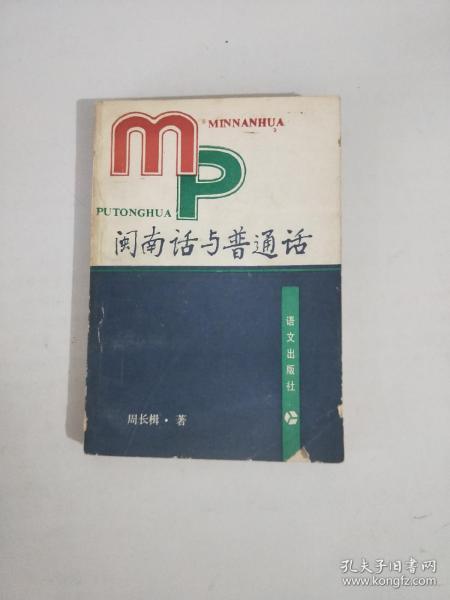 M
MINNANHUA
P
PUTONGHUA
闽南话与普通话
语文出版社
周长楫·著
孔夫子旧书网
www.kongfz.com